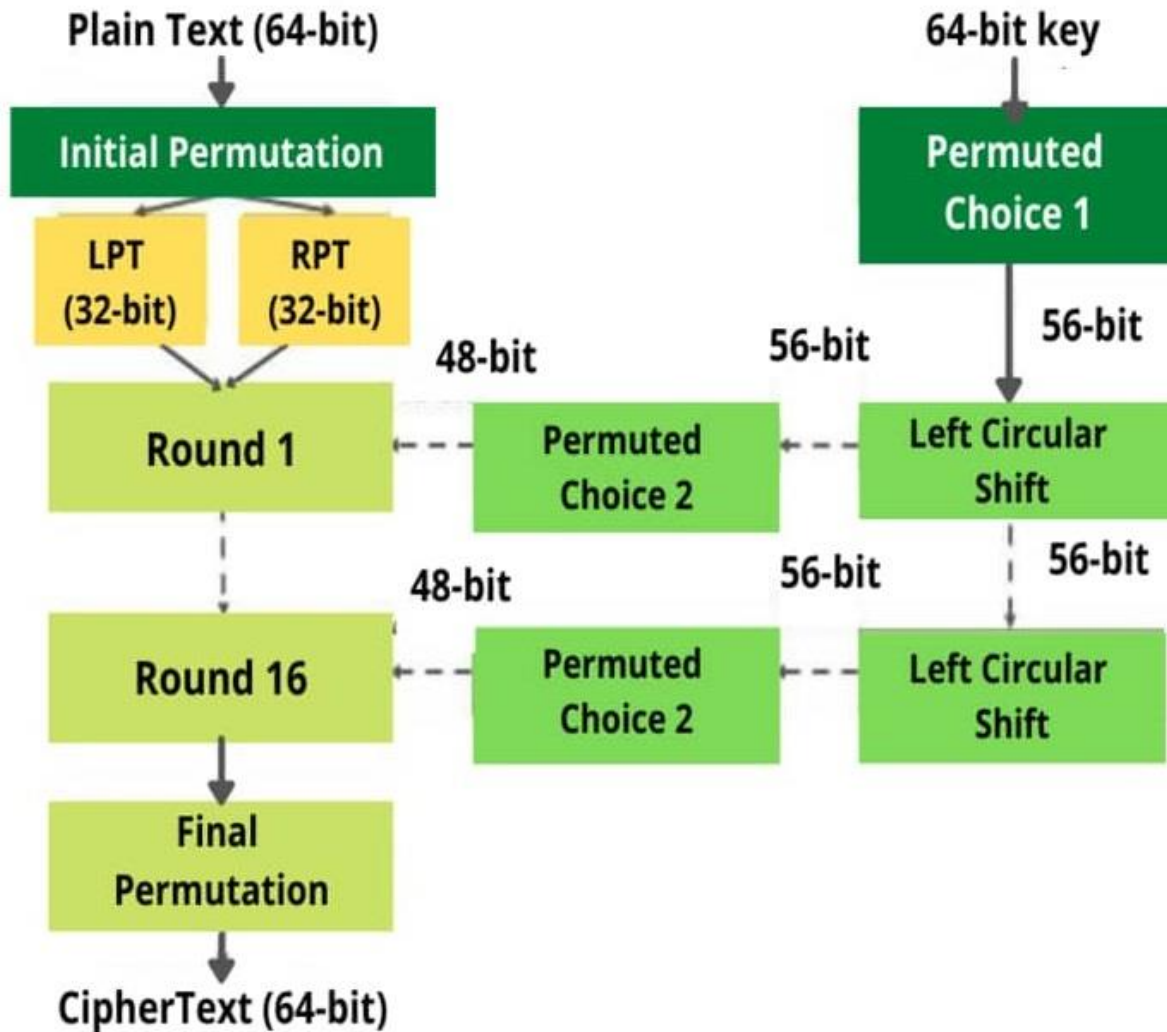 Plain Text (64-bit)
64-bit key
Initial Permutation
Permuted
Choice 1
LPT
(32-bit)
RPT
(32-bit)
56-bit
48-bit
56-bit
Round 1
Permuted
Choice 2
Left Circular
Shift
56-bit
48-bit
56-bit
Round 16
Permuted
Choice 2
Left Circular
Shift
Final
Permutation
CipherText (64-bit)